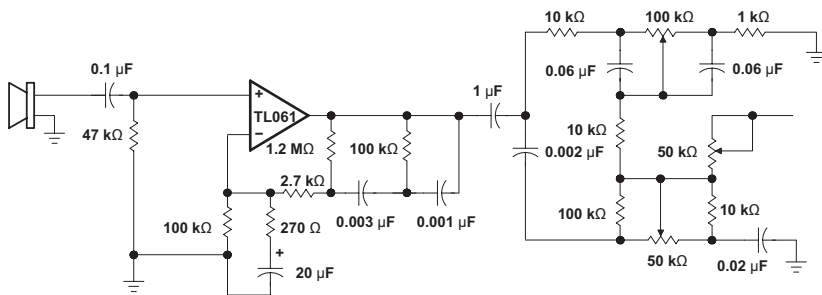 10 kΩ
100 kΩ
1 kΩ
0.1 µF
1 µF
0.06 µF
0.06 µF
+
TL061
−
47 kΩ
1.2 MΩ
100 kΩ
10 kΩ
0.002 µF
50 kΩ
2.7 kΩ
100 kΩ
270 Ω
0.003 µF
0.001 µF
100 kΩ
10 kΩ
+
20 µF
50 kΩ
0.02 µF